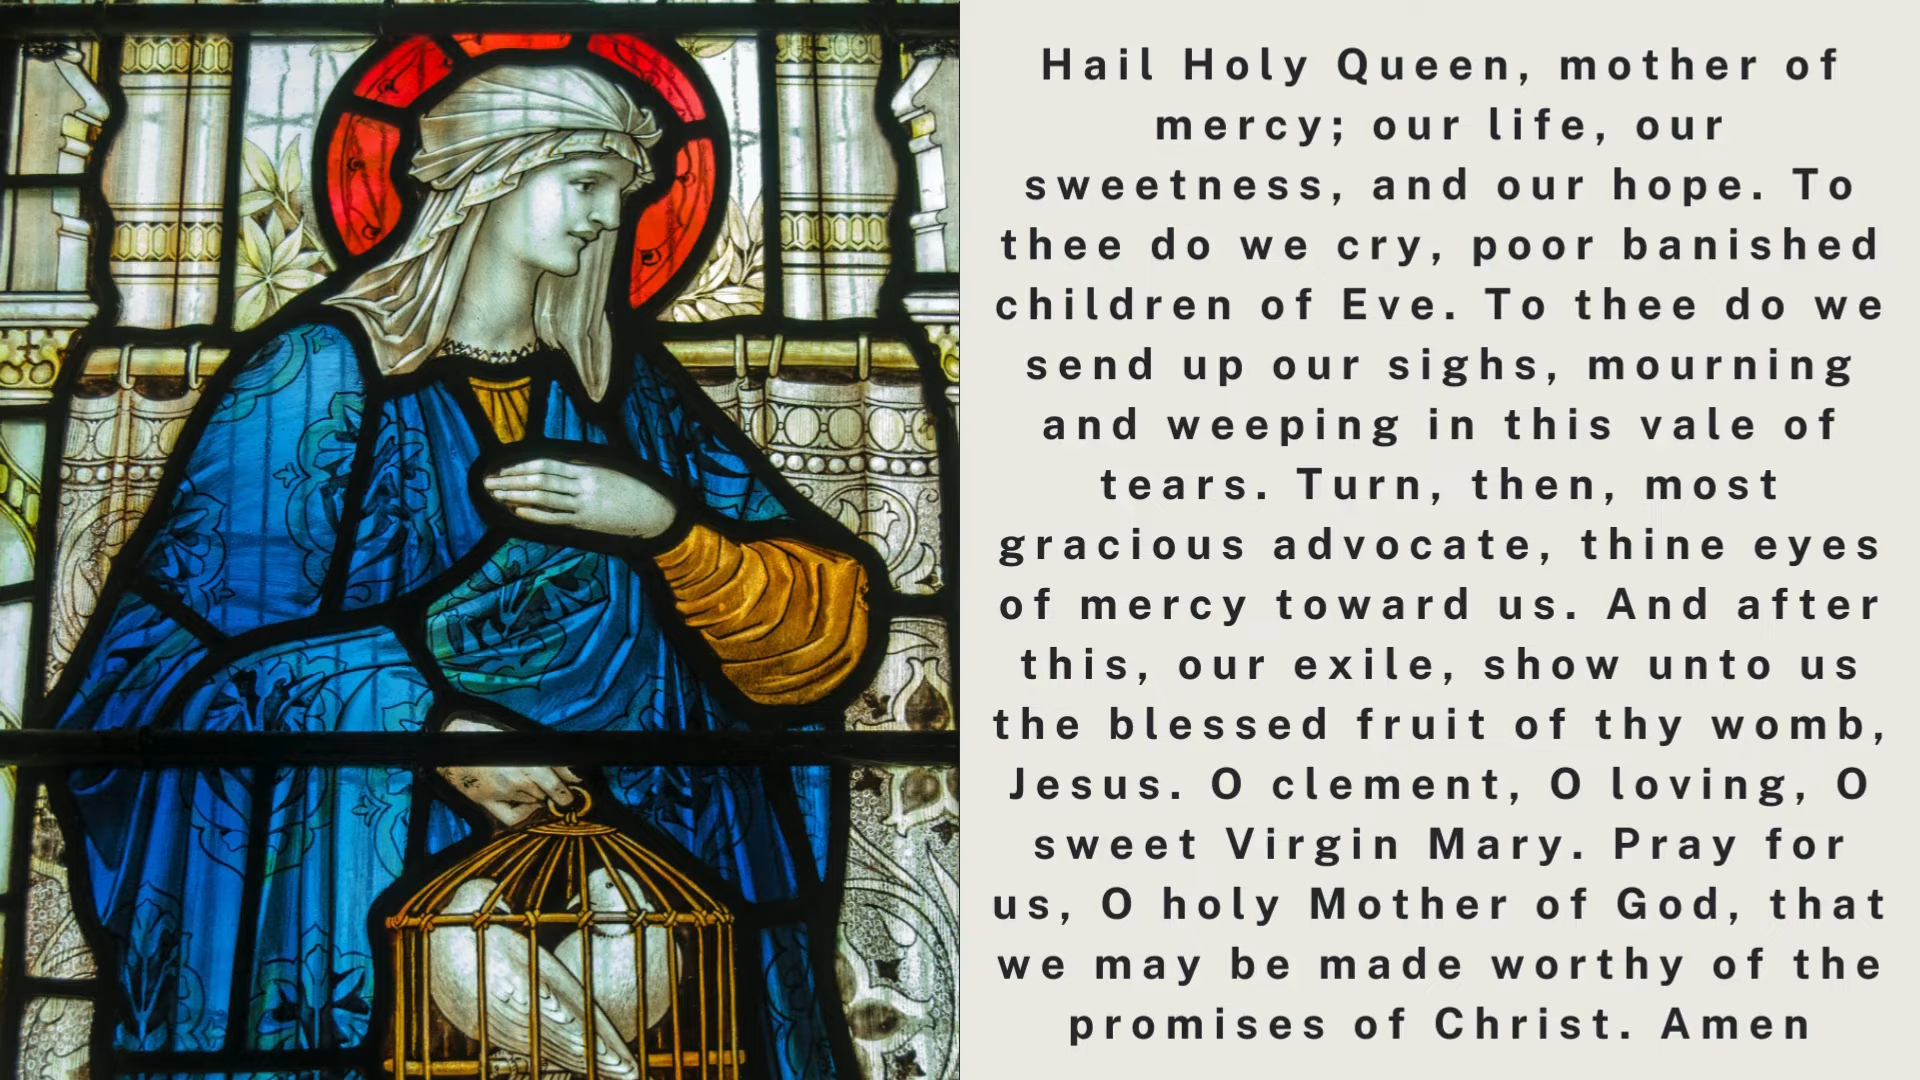 Hail Holy Queen, mother of
mercy; our life, our
sweetness, and our hope. To
thee do we cry, poor banished
children of Eve. To thee do we
send up our sighs, mourning
and weeping in this vale of
tears. Turn, then, most
gracious advocate, thine eyes
of mercy toward us. And after
this, our exile, show unto us
the blessed fruit of thy womb,
Jesus. O clement, O loving, O
sweet Virgin Mary. Pray for
us, O holy Mother of God, that
we may be made worthy of the
promises of Christ. Amen